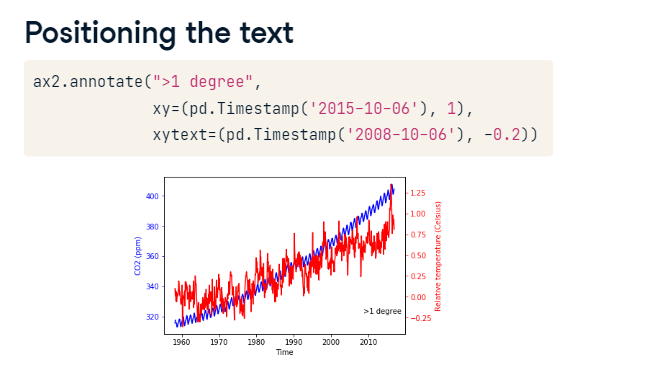 Positioning the text
ax2.annotate(">1 degree",
xy=(pd.Timestamp('2015-10-06'), 1),
xytext=(pd.Timestamp('2008-10-06'), -0.2))
400
380
360
340
320
CO2 (ppm)
1.25
1.00
0.75
0.50
0.25
0.00
−0.25
Relative temperature (Celsius)
>1 degree
1960 1970 1980 1990 2000 2010
Time